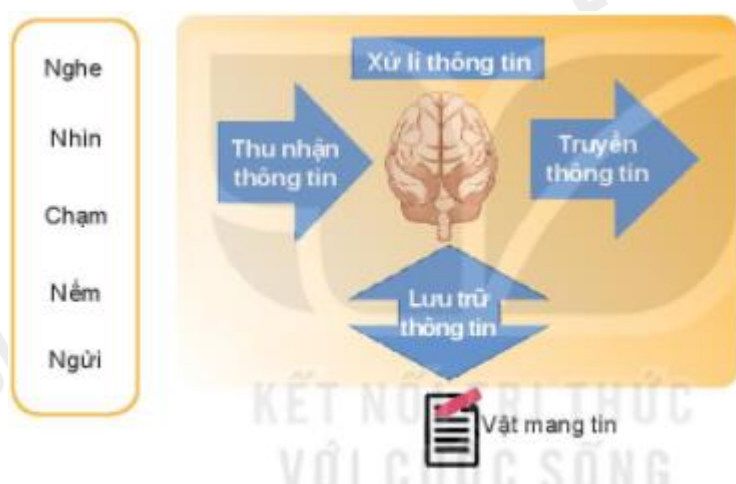 Nghe
Nhìn
Chạm
Nếm
Ngửi
Xử lí thông tin
Thu nhận
thông tin
Truyền
thông tin
Lưu trữ
thông tin
Vật mang tin
KẾT NỐI TRI THỨC
VỚI CUỘC SỐNG